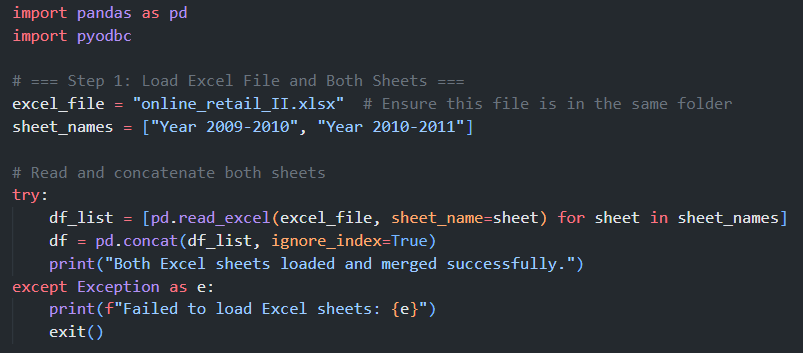 import pandas as pd
import pyodbc
# === Step 1: Load Excel File and Both Sheets ===
excel_file = "online_retail_II.xlsx"  # Ensure this file is in the same folder
sheet_names = ["Year 2009-2010", "Year 2010-2011"]
# Read and concatenate both sheets
try:
    df_list = [pd.read_excel(excel_file, sheet_name=sheet) for sheet in sheet_names]
    df = pd.concat(df_list, ignore_index=True)
    print("Both Excel sheets loaded and merged successfully.")
except Exception as e:
    print(f"Failed to load Excel sheets: {e}")
    exit()